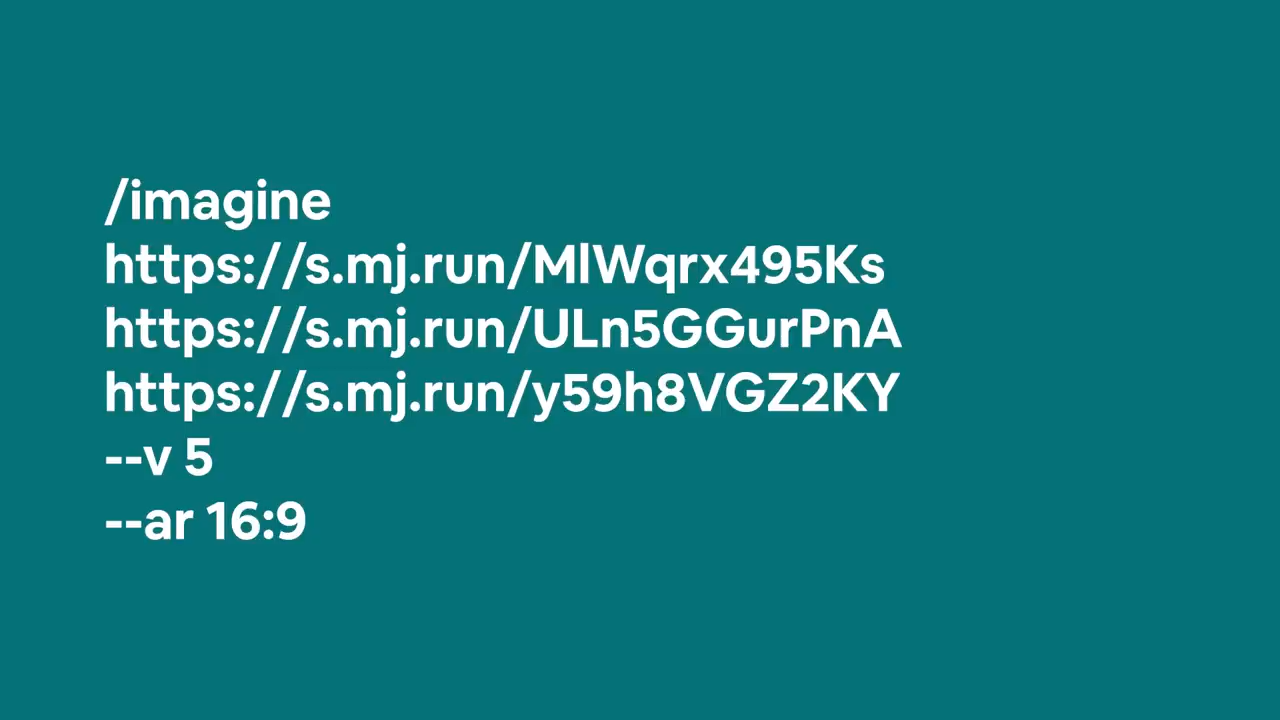 /imagine
https://s.mj.run/MlWqrx495Ks
https://s.mj.run/ULn5GGurPnA
https://s.mj.run/y59h8VGZ2KY
--v 5
--ar 16:9